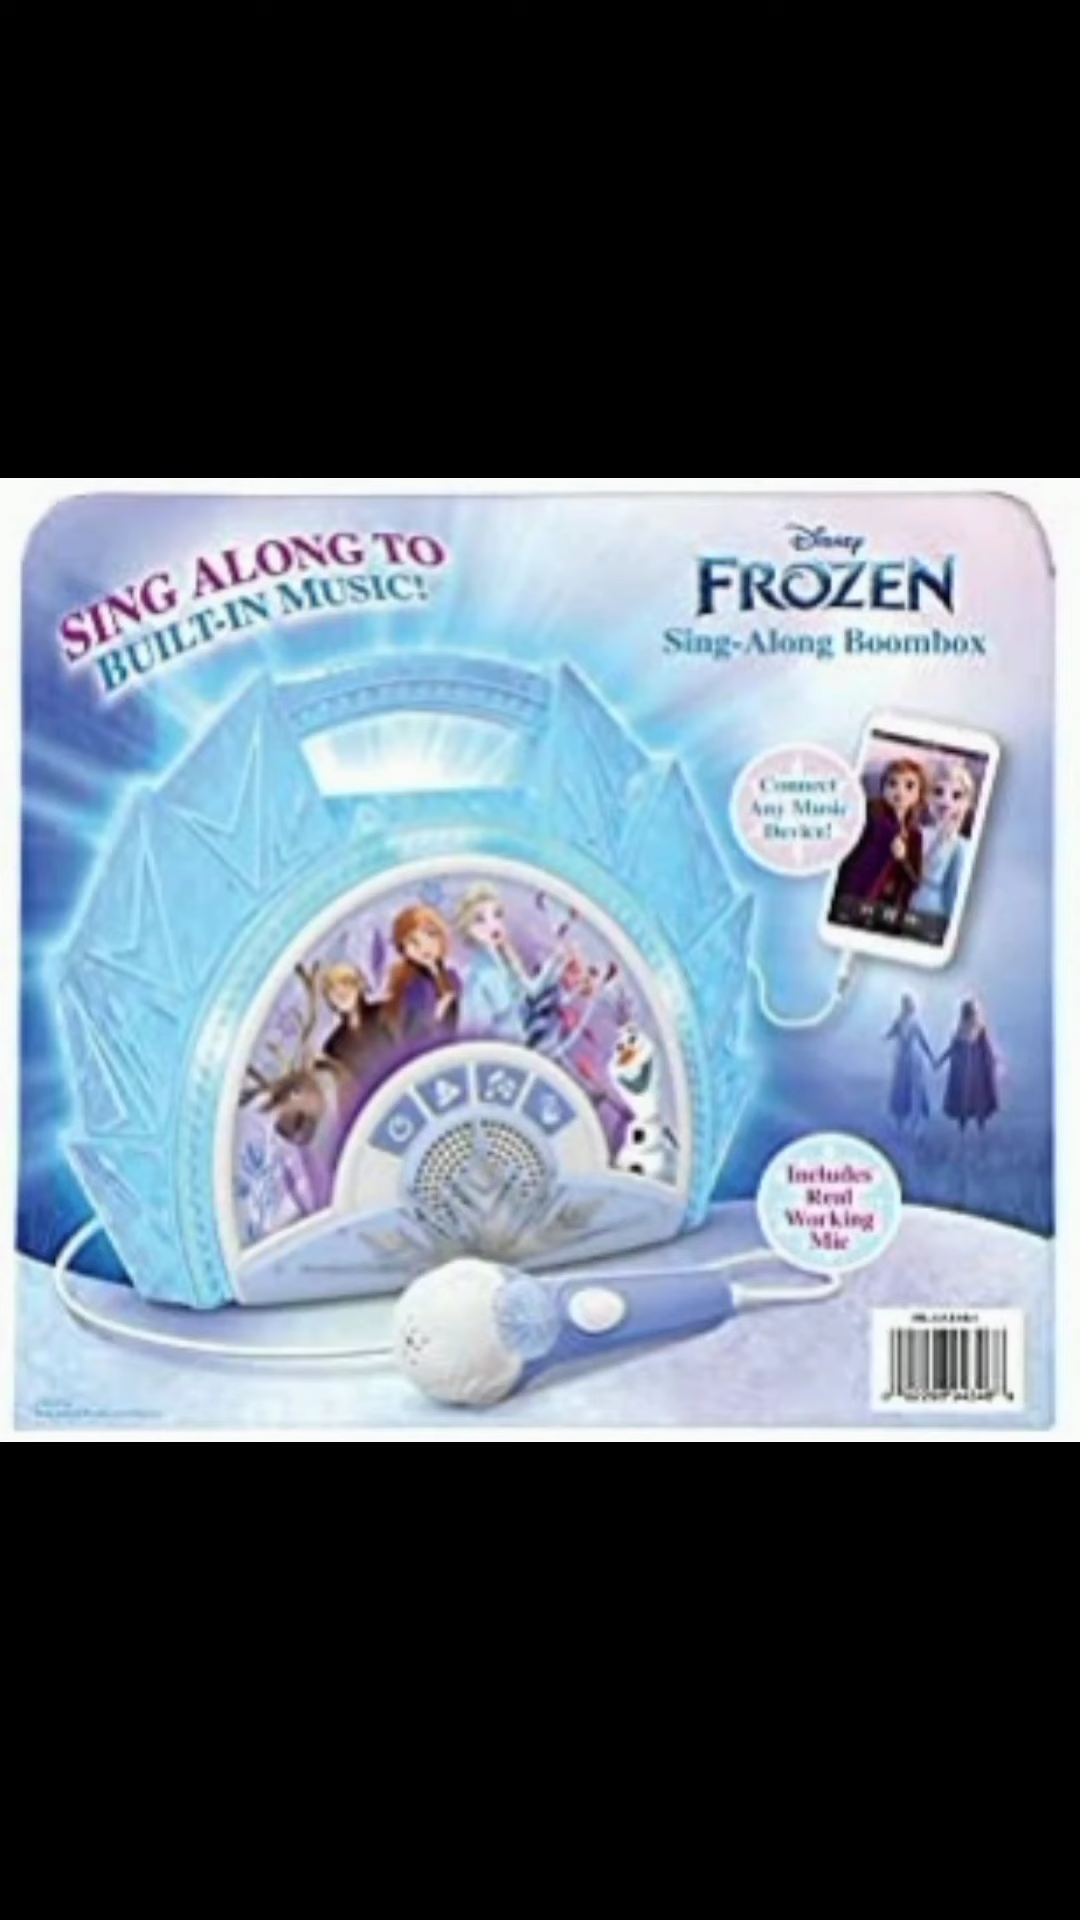 SING ALONG TO
BUILT-IN MUSIC!
Disney
FROZEN
Sing-Along Boombox
Connect
Any Music
Device!
Includes
Real
Working
Mic